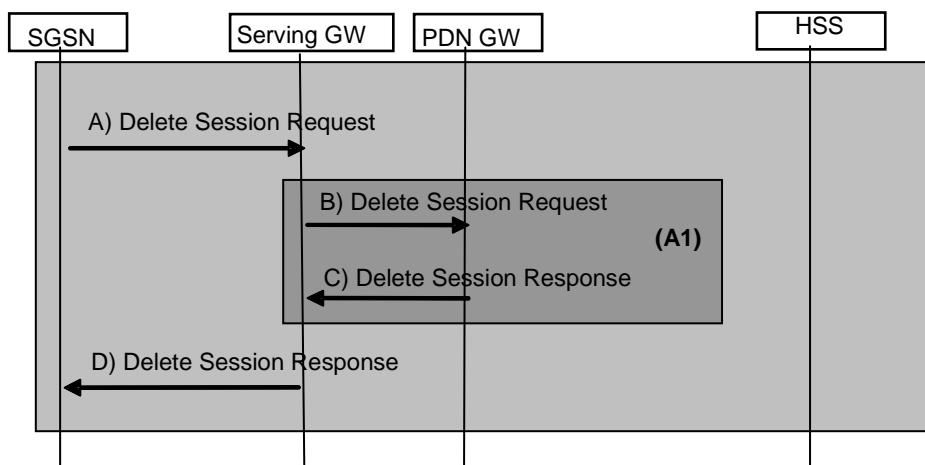 SGSN
Serving GW
PDN GW
HSS
A) Delete Session Request
B) Delete Session Request
(A1)
C) Delete Session Response
D) Delete Session Response